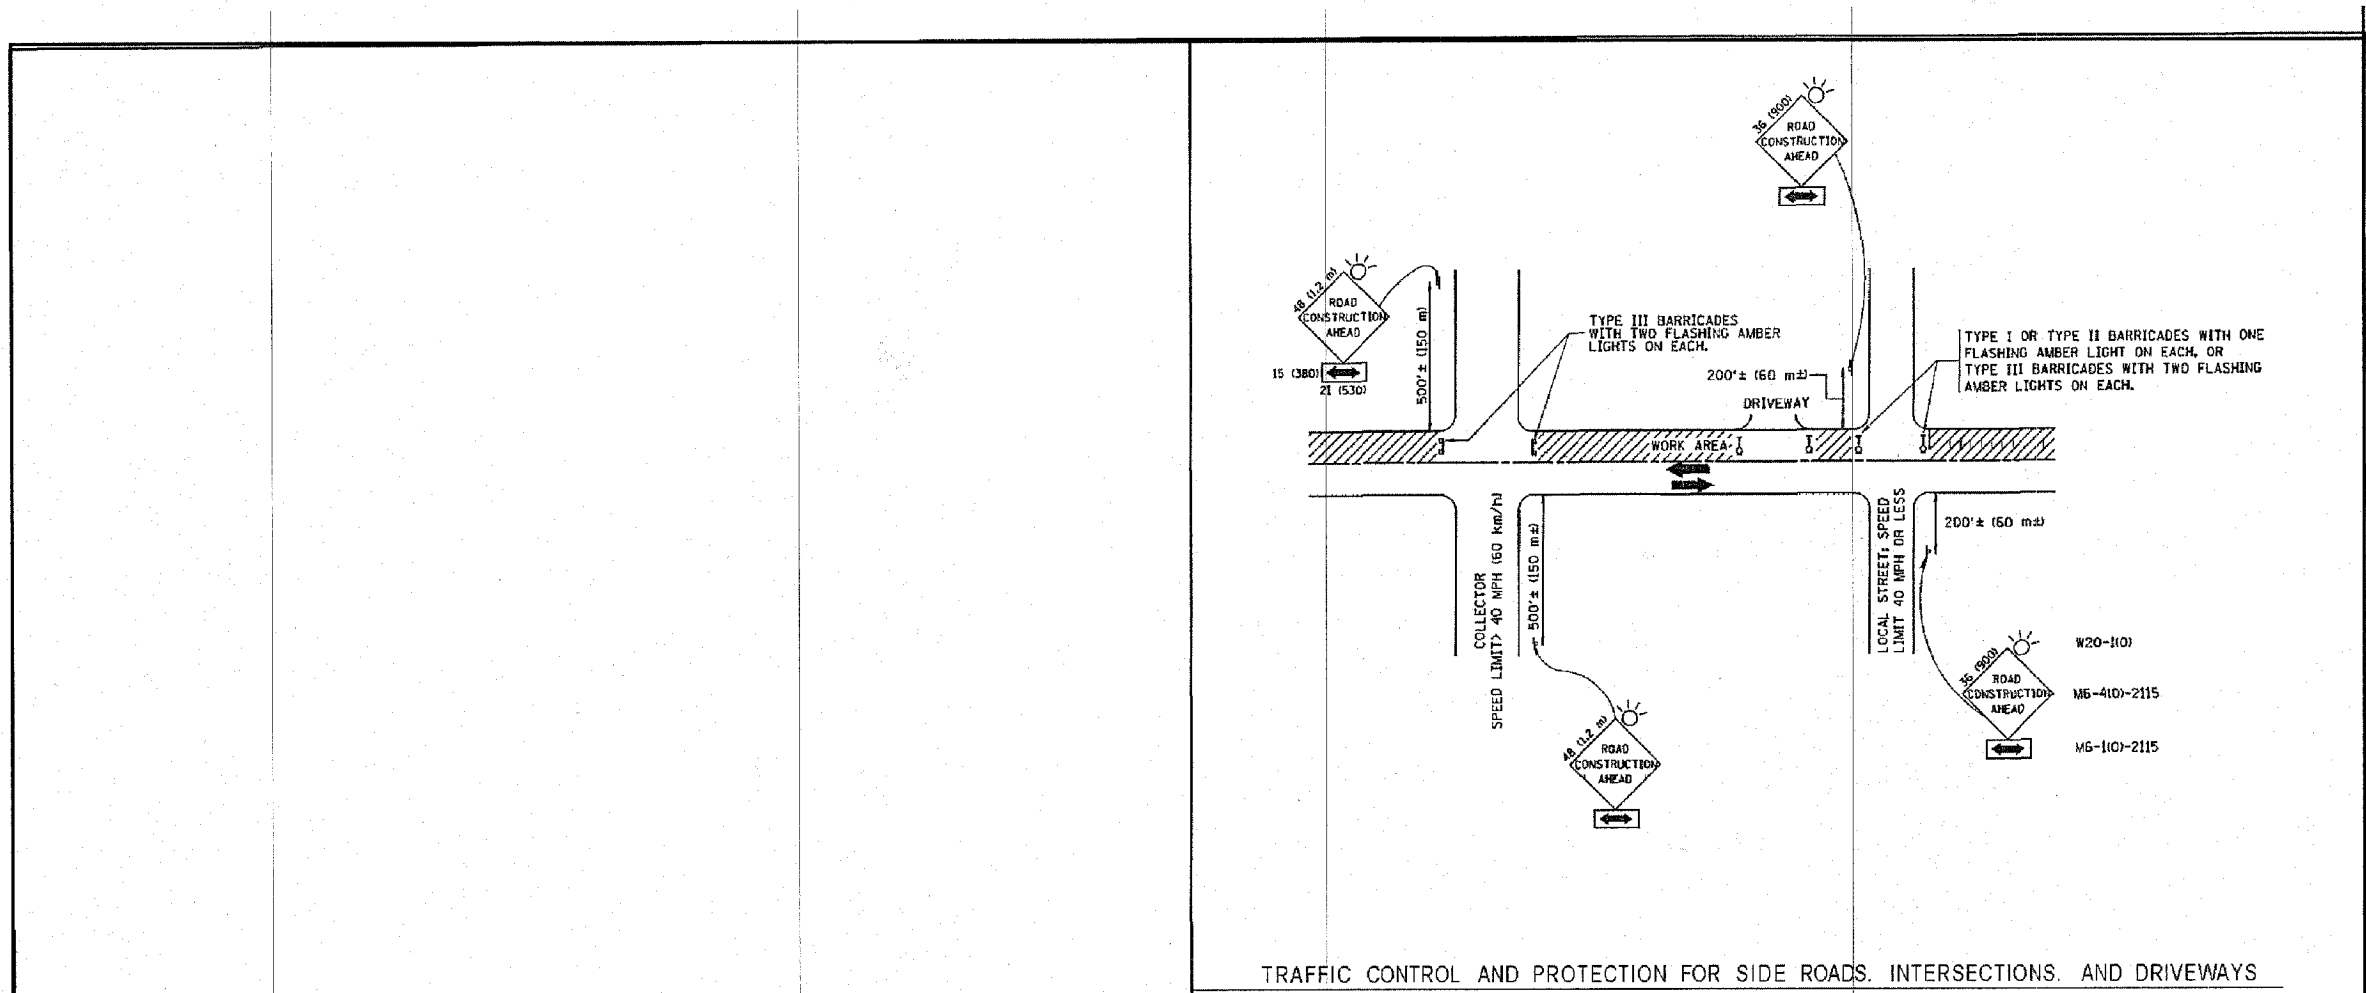 36 (900)
ROAD
CONSTRUCTION
AHEAD
48 (1.2 m)
ROAD
CONSTRUCTION
AHEAD
15 (380)
21 (530)
500'± (150 m)
TYPE III BARRICADES
WITH TWO FLASHING AMBER
LIGHTS ON EACH.
200'± (60 m±)
DRIVEWAY
TYPE I OR TYPE II BARRICADES WITH ONE
FLASHING AMBER LIGHT ON EACH, OR
TYPE III BARRICADES WITH TWO FLASHING
AMBER LIGHTS ON EACH.
WORK AREA
COLLECTOR
SPEED LIMIT> 40 MPH (60 km/h)
500'± (150 m±)
LOCAL STREET; SPEED
LIMIT 40 MPH OR LESS
200'± (60 m±)
48 (1.2 m)
ROAD
CONSTRUCTION
AHEAD
36 (900)
ROAD
CONSTRUCTION
AHEAD
W20-1(O)
M6-4(O)-2115
M6-1(O)-2115
TRAFFIC CONTROL AND PROTECTION FOR SIDE ROADS. INTERSECTIONS. AND DRIVEWAYS